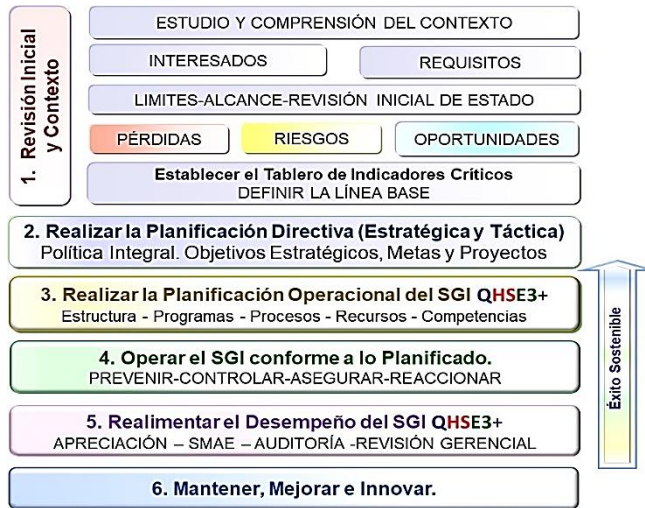 1. Revisión Inicial
y Contexto
ESTUDIO Y COMPRENSIÓN DEL CONTEXTO
INTERESADOS
REQUISITOS
LIMITES-ALCANCE-REVISIÓN INICIAL DE ESTADO
PÉRDIDAS
RIESGOS
OPORTUNIDADES
Establecer el Tablero de Indicadores Críticos
DEFINIR LA LÍNEA BASE
2. Realizar la Planificación Directiva (Estratégica y Táctica)
Política Integral. Objetivos Estratégicos, Metas y Proyectos
3. Realizar la Planificación Operacional del SGI QHSE3+
Estructura - Programas - Procesos - Recursos - Competencias
4. Operar el SGI conforme a lo Planificado.
PREVENIR-CONTROLAR-ASEGURAR-REACCIONAR
5. Realimentar el Desempeño del SGI QHSE3+
APRECIACIÓN – SMAE – AUDITORÍA -REVISIÓN GERENCIAL
6. Mantener, Mejorar e Innovar.
Éxito Sostenible